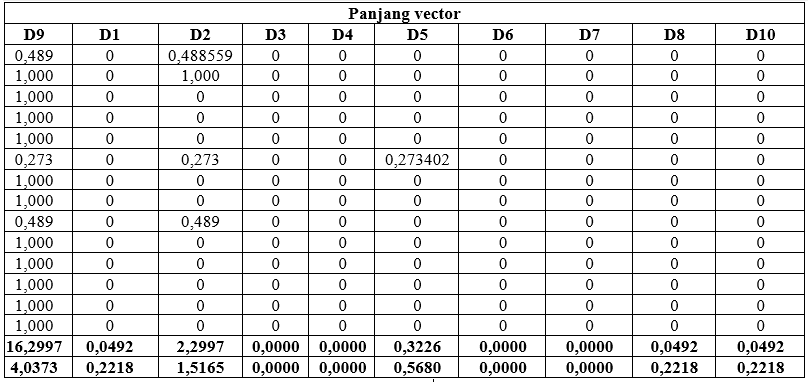 Panjang vector
D9 D1 D2 D3 D4 D5 D6 D7 D8 D10
0,489 0 0,488559 0 0 0 0 0 0 0
1,000 0 1,000 0 0 0 0 0 0 0
1,000 0 0 0 0 0 0 0 0 0
1,000 0 0 0 0 0 0 0 0 0
1,000 0 0 0 0 0 0 0 0 0
0,273 0 0,273 0 0 0,273402 0 0 0 0
1,000 0 0 0 0 0 0 0 0 0
1,000 0 0 0 0 0 0 0 0 0
0,489 0 0,489 0 0 0 0 0 0 0
1,000 0 0 0 0 0 0 0 0 0
1,000 0 0 0 0 0 0 0 0 0
1,000 0 0 0 0 0 0 0 0 0
1,000 0 0 0 0 0 0 0 0 0
1,000 0 0 0 0 0 0 0 0 0
16,2997 0,0492 2,2997 0,0000 0,0000 0,3226 0,0000 0,0000 0,0492 0,0492
4,0373 0,2218 1,5165 0,0000 0,0000 0,5680 0,0000 0,0000 0,2218 0,2218